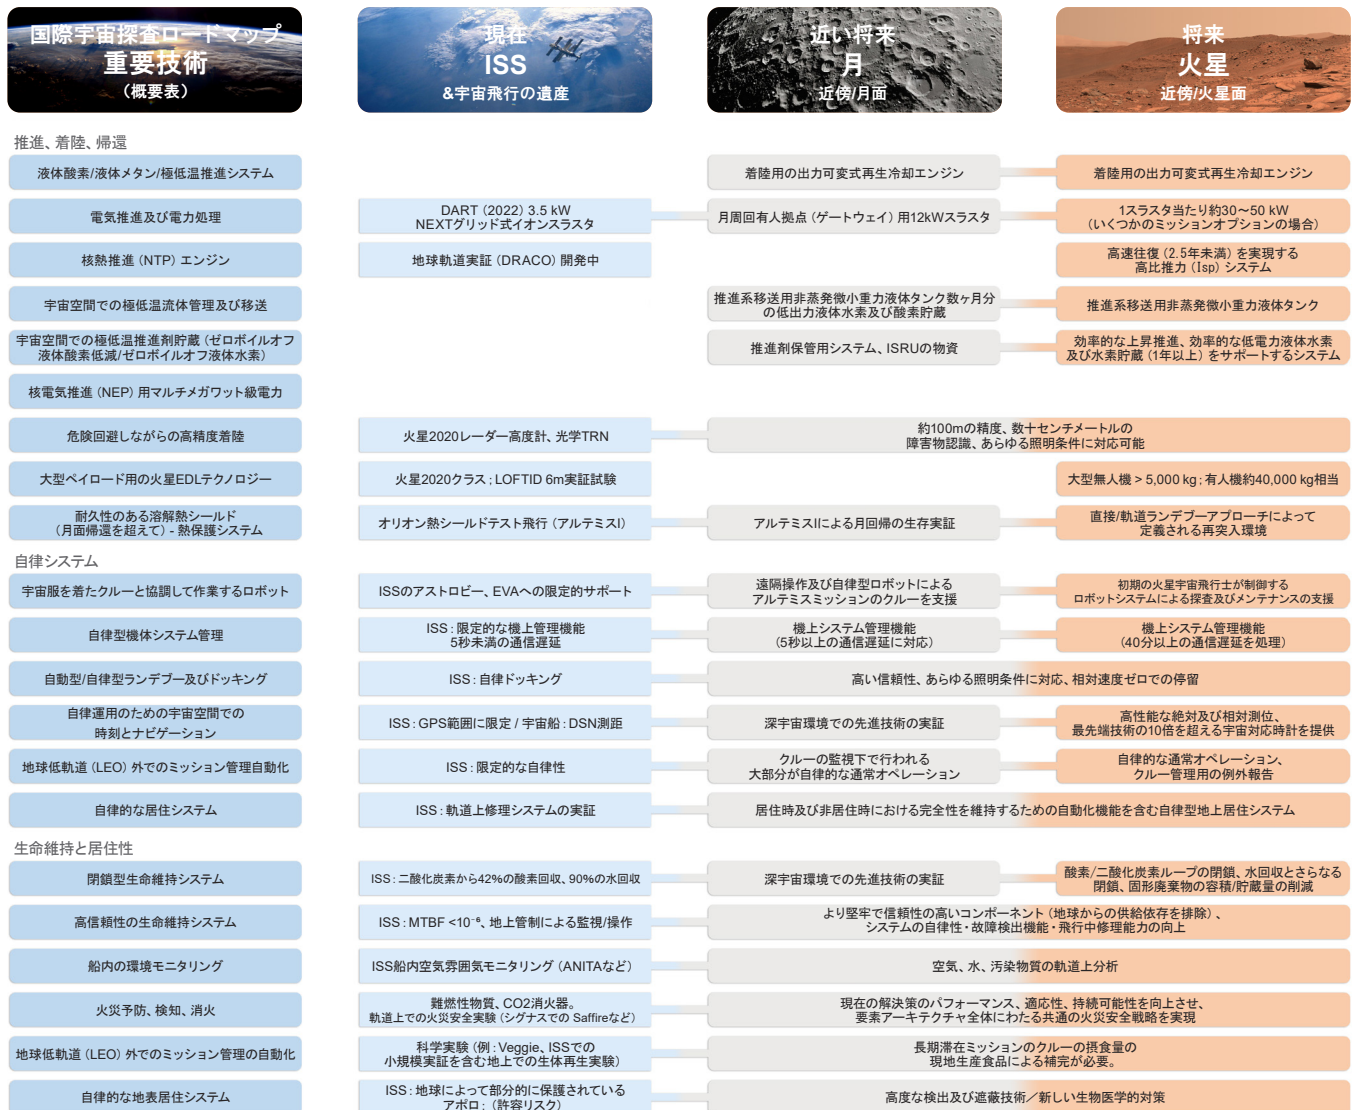 国際宇宙探査ロードマップ
重要技術
（概要表）
現在
ISS
&宇宙飛行の遺産
近い将来
月
近傍/月面
将来
火星
近傍/火星面
推進、着陸、帰還
液体酸素/液体メタン/極低温推進システム
着陸用の出力可変式再生冷却エンジン
着陸用の出力可変式再生冷却エンジン
電気推進及び電力処理
DART（2022）3.5 kW
NEXTグリッド式イオンスラスタ
月周回有人拠点（ゲートウェイ）用12kWスラスタ
1スラスタ当たり約30～50 kW
（いくつかのミッションオプションの場合）
核熱推進（NTP）エンジン
地球軌道実証（DRACO）開発中
高速往復（2.5年未満）を実現する
高比推力（Isp）システム
宇宙空間での極低温流体管理及び移送
推進系移送用非蒸発微小重力液体タンク数ヶ月分
の低出力液体水素及び酸素貯蔵
推進系移送用非蒸発微小重力液体タンク
宇宙空間での極低温推進剤貯蔵（ゼロボイルオフ
液体酸素低減/ゼロボイルオフ液体水素）
推進剤保管用システム、ISRUの物資
効率的な上昇推進、効率的な低電力液体水素
及び水素貯蔵（1年以上）をサポートするシステム
核電気推進（NEP）用マルチメガワット級電力
危険回避しながらの高精度着陸
火星2020レーダー高度計、光学TRN
約100mの精度、数十センチメートルの
障害物認識、あらゆる照明条件に対応可能
大型ペイロード用の火星EDLテクノロジー
火星2020クラス；LOFTID 6m実証試験
大型無人機 > 5,000 kg；有人機約40,000 kg相当
耐久性のある溶解熱シールド
（月面帰還を超えて）- 熱保護システム
オリオン熱シールドテスト飛行（アルテミスI）
アルテミスIによる月回帰の生存実証
直接/軌道ランデブーアプローチによって
定義される再突入環境
自律システム
宇宙服を着たクルーと協調して作業するロボット
ISSのアストロビー、EVAへの限定的サポート
遠隔操作及び自律型ロボットによる
アルテミスミッションのクルーを支援
初期の火星宇宙飛行士が制御する
ロボットシステムによる探査及びメンテナンスの支援
自律型機体システム管理
ISS：限定的な機上管理機能
5秒未満の通信遅延
機上システム管理機能
（5秒以上の通信遅延に対応）
機上システム管理機能
（40分以上の通信遅延を処理）
自動型/自律型ランデブー及びドッキング
ISS：自律ドッキング
高い信頼性、あらゆる照明条件に対応、相対速度ゼロでの停留
自律運用のための宇宙空間での
時刻とナビゲーション
ISS：GPS範囲に限定 / 宇宙船：DSN測距
深宇宙環境での先進技術の実証
高性能な絶対及び相対測位、
最先端技術の10倍を超える宇宙対応時計を提供
地球低軌道（LEO）外でのミッション管理自動化
ISS：限定的な自律性
クルーの監視下で行われる
大部分が自律的な通常オペレーション
自律的な通常オペレーション、
クルー管理用の例外報告
自律的な居住システム
ISS：軌道上修理システムの実証
居住時及び非居住時における完全性を維持するための自動化機能を含む自律型地上居住システム
生命維持と居住性
閉鎖型生命維持システム
ISS：二酸化炭素から42%の酸素回収、90%の水回収
深宇宙環境での先進技術の実証
酸素/二酸化炭素ループの閉鎖、水回収とさらなる
閉鎖、固形廃棄物の容積/貯蔵量の削減
高信頼性の生命維持システム
ISS：MTBF <10⁻⁶、地上管制による監視/操作
より堅牢で信頼性の高いコンポーネント（地球からの供給依存を排除）、
システムの自律性・故障検出機能・飛行中修理能力の向上
船内の環境モニタリング
ISS船内空気雰囲気モニタリング（ANITAなど）
空気、水、汚染物質の軌道上分析
火災予防、検知、消火
難燃性物質、CO2消火器。
軌道上での火災安全実験（シグナスでの Saffireなど）
現在の解決策のパフォーマンス、適応性、持続可能性を向上させ、
要素アーキテクチャ全体にわたる共通の火災安全戦略を実現
地球低軌道（LEO）外でのミッション管理の自動化
科学実験（例：Veggie、ISSでの
小規模実証を含む地上での生体再生実験）
長期滞在ミッションのクルーの摂食量の
現地生産食品による補完が必要。
自律的な地表居住システム
ISS：地球によって部分的に保護されている
アポロ：（許容リスク）
高度な検出及び遮蔽技術／新しい生物医学的対策